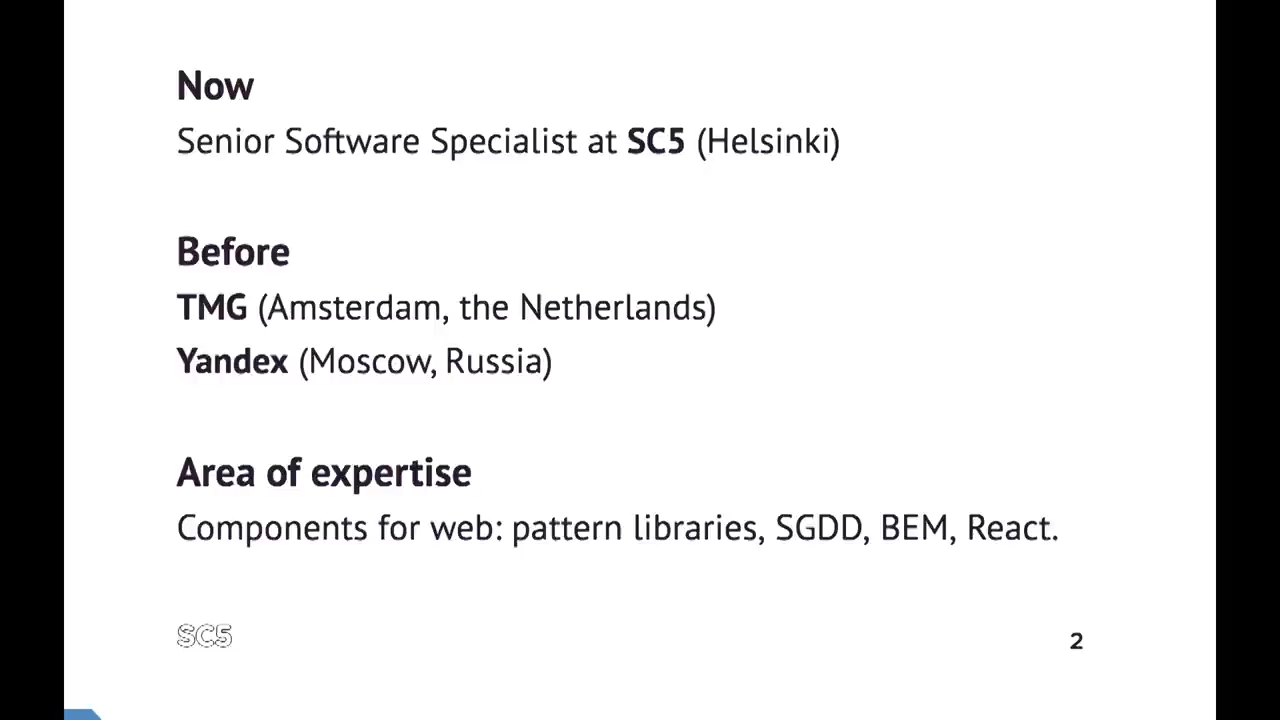 Now
Senior Software Specialist at SC5 (Helsinki)
Before
TMG (Amsterdam, the Netherlands)
Yandex (Moscow, Russia)
Area of expertise
Components for web: pattern libraries, SGDD, BEM, React.
SC5
2